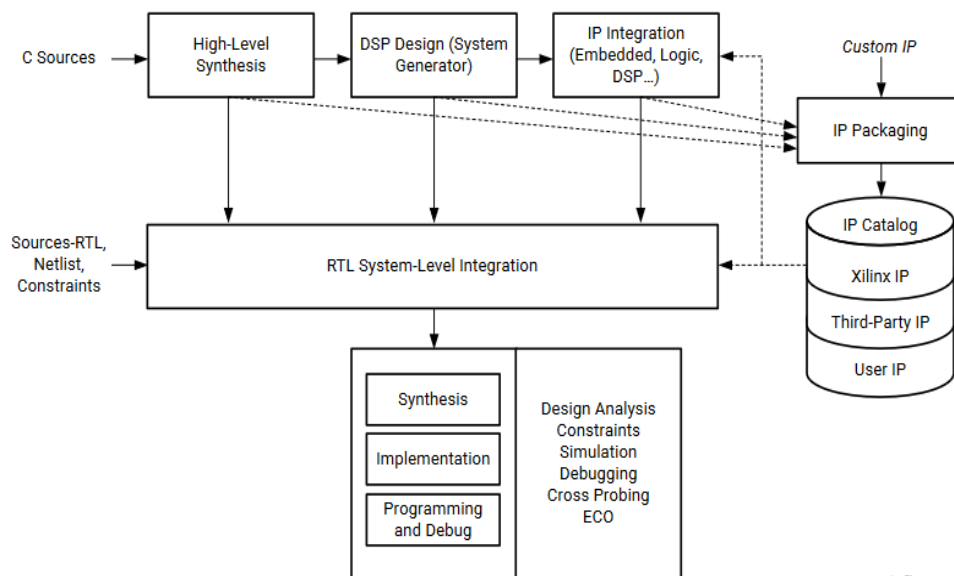 C Sources
High-Level
Synthesis
DSP Design (System
Generator)
IP Integration
(Embedded, Logic,
DSP...)
Custom IP
IP Packaging
IP Catalog
Xilinx IP
Third-Party IP
User IP
Sources-RTL,
Netlist,
Constraints
RTL System-Level Integration
Synthesis
Implementation
Programming
and Debug
Design Analysis
Constraints
Simulation
Debugging
Cross Probing
ECO